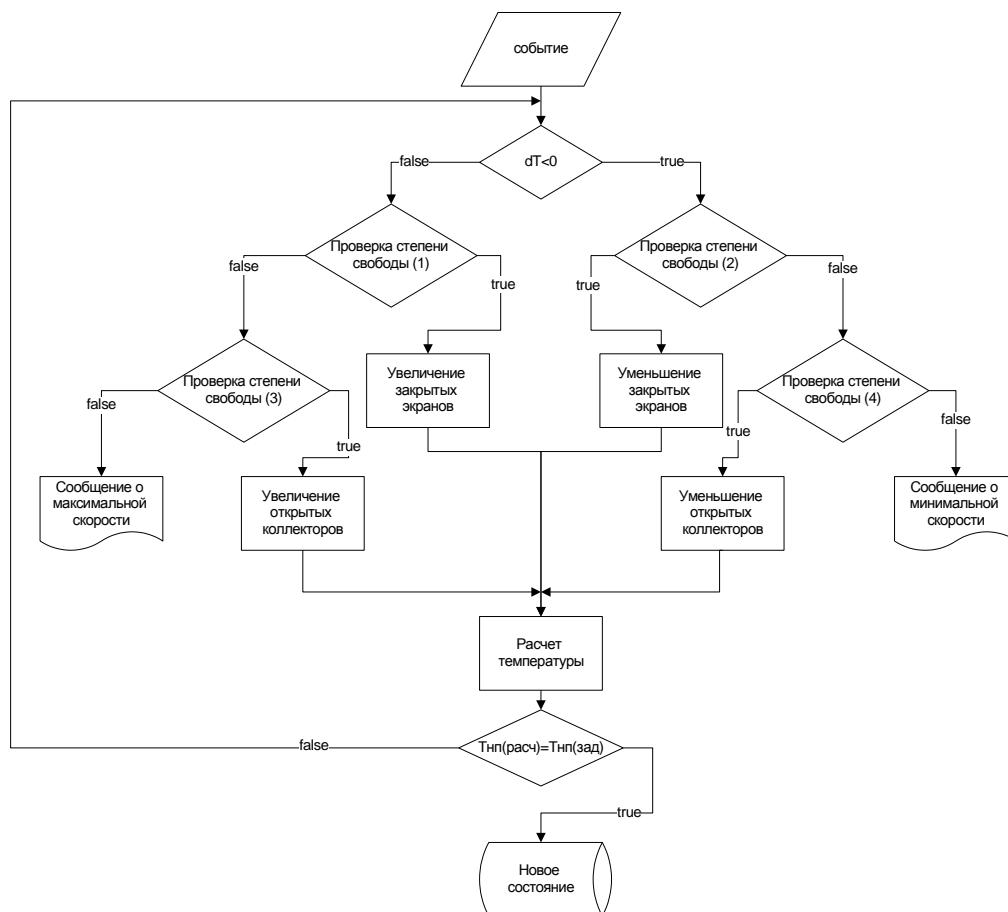 событие
dT<0
false
true
Проверка степени
свободы (1)
Проверка степени
свободы (2)
false
true
true
false
Увеличение
закрытых
экранов
Уменьшение
закрытых
экранов
Проверка степени
свободы (3)
Проверка степени
свободы (4)
false
true
true
false
Сообщение о
максимальной
скорости
Увеличение
открытых
коллекторов
Уменьшение
открытых
коллекторов
Сообщение о
минимальной
скорости
Расчет
температуры
Tнп(расч)=Tнп(зад)
false
true
Новое
состояние